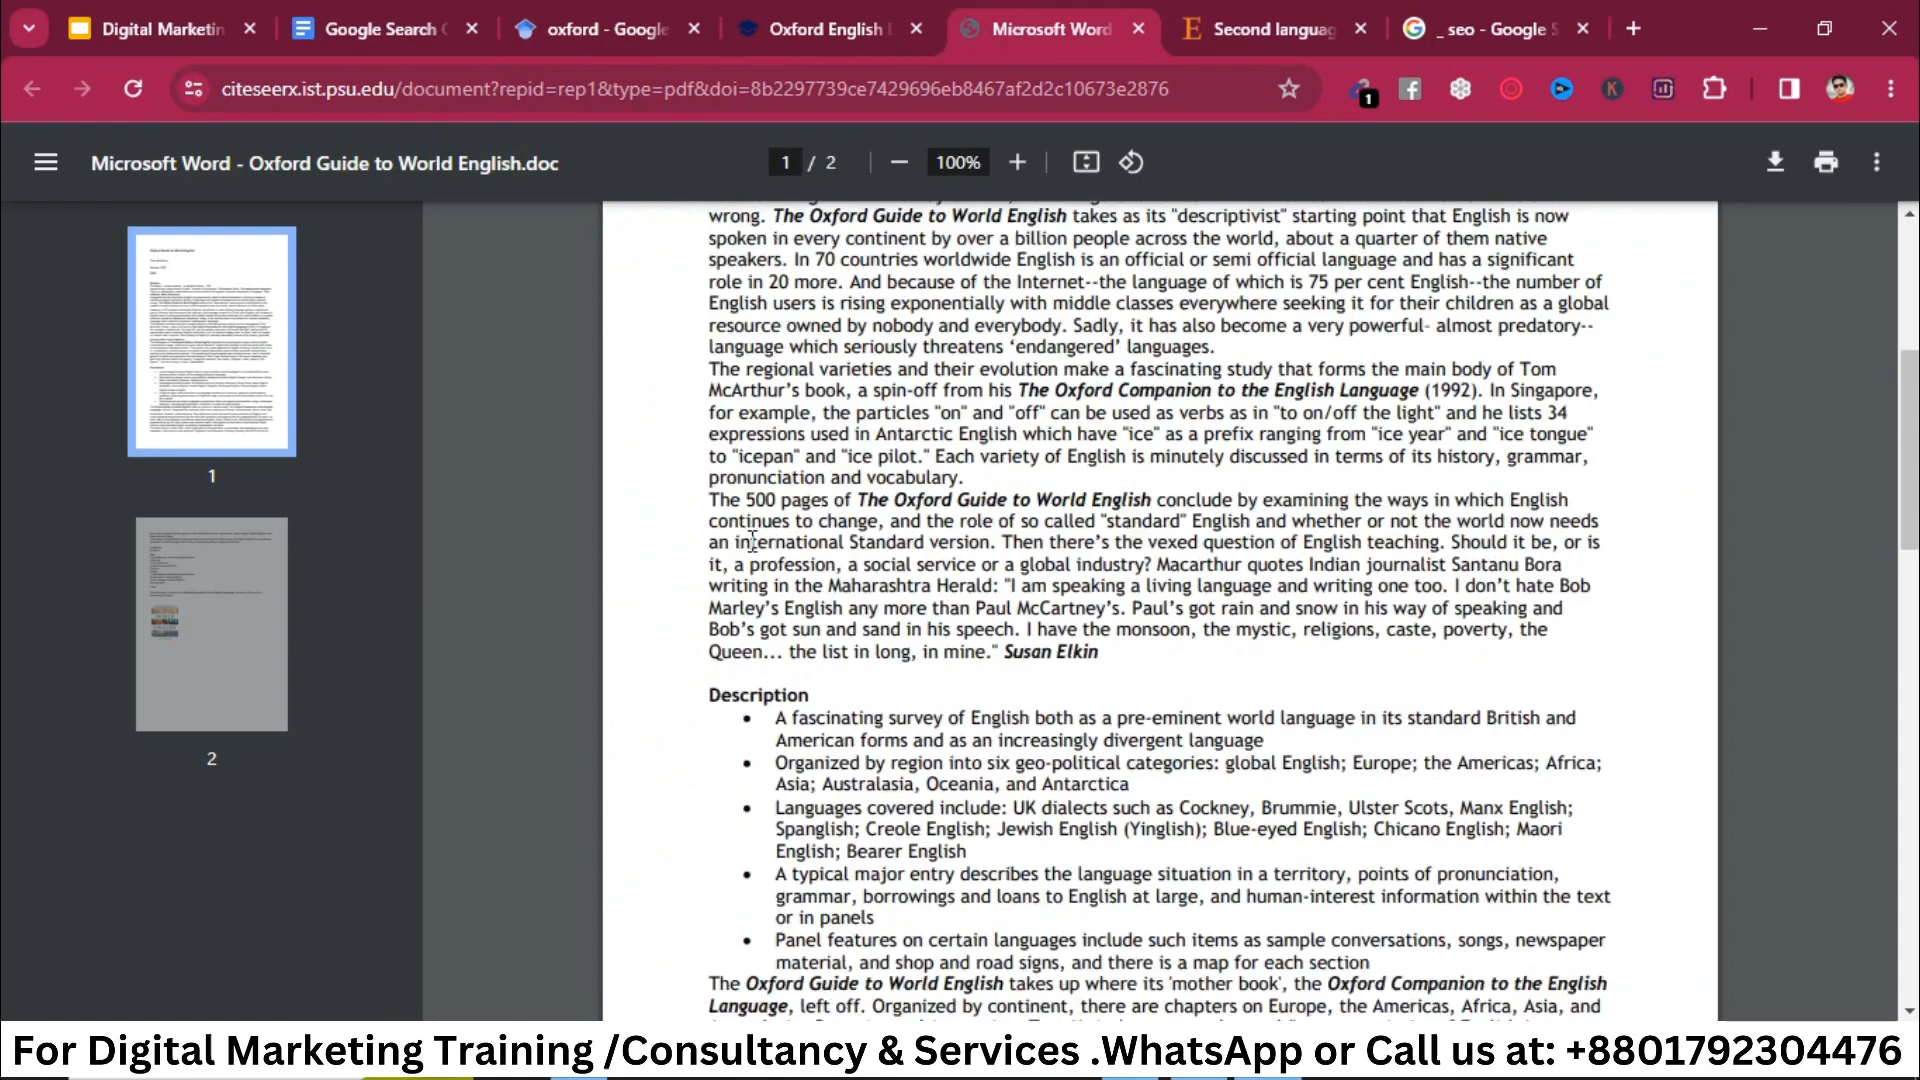 Digital Marketin
Google Search C
oxford - Google
Oxford English
Microsoft Word
Second languag
_ seo - Google S
citeseerx.ist.psu.edu/document?repid=rep1&type=pdf&doi=8b2297739ce7429696eb8467af2d2c10673e2876
1
Microsoft Word - Oxford Guide to World English.doc
1 / 2
100%
wrong. The Oxford Guide to World English takes as its "descriptivist" starting point that English is now
spoken in every continent by over a billion people across the world, about a quarter of them native
speakers. In 70 countries worldwide English is an official or semi official language and has a significant
role in 20 more. And because of the Internet--the language of which is 75 per cent English--the number of
English users is rising exponentially with middle classes everywhere seeking it for their children as a global
resource owned by nobody and everybody. Sadly, it has also become a very powerful- almost predatory--
language which seriously threatens ‘endangered’ languages.
The regional varieties and their evolution make a fascinating study that forms the main body of Tom
McArthur’s book, a spin-off from his The Oxford Companion to the English Language (1992). In Singapore,
for example, the particles "on" and "off" can be used as verbs as in "to on/off the light" and he lists 34
expressions used in Antarctic English which have "ice" as a prefix ranging from "ice year" and "ice tongue"
to "icepan" and "ice pilot." Each variety of English is minutely discussed in terms of its history, grammar,
pronunciation and vocabulary.
The 500 pages of The Oxford Guide to World English conclude by examining the ways in which English
continues to change, and the role of so called "standard" English and whether or not the world now needs
an international Standard version. Then there’s the vexed question of English teaching. Should it be, or is
it, a profession, a social service or a global industry? Macarthur quotes Indian journalist Santanu Bora
writing in the Maharashtra Herald: "I am speaking a living language and writing one too. I don’t hate Bob
Marley’s English any more than Paul McCartney’s. Paul’s got rain and snow in his way of speaking and
Bob’s got sun and sand in his speech. I have the monsoon, the mystic, religions, caste, poverty, the
Queen... the list in long, in mine." Susan Elkin
Description
• A fascinating survey of English both as a pre-eminent world language in its standard British and
American forms and as an increasingly divergent language
• Organized by region into six geo-political categories: global English; Europe; the Americas; Africa;
Asia; Australasia, Oceania, and Antarctica
• Languages covered include: UK dialects such as Cockney, Brummie, Ulster Scots, Manx English;
Spanglish; Creole English; Jewish English (Yinglish); Blue-eyed English; Chicano English; Maori
English; Bearer English
• A typical major entry describes the language situation in a territory, points of pronunciation,
grammar, borrowings and loans to English at large, and human-interest information within the text
or in panels
• Panel features on certain languages include such items as sample conversations, songs, newspaper
material, and shop and road signs, and there is a map for each section
The Oxford Guide to World English takes up where its 'mother book', the Oxford Companion to the English
Language, left off. Organized by continent, there are chapters on Europe, the Americas, Africa, Asia, and
1
2
For Digital Marketing Training /Consultancy & Services .WhatsApp or Call us at: +8801792304476